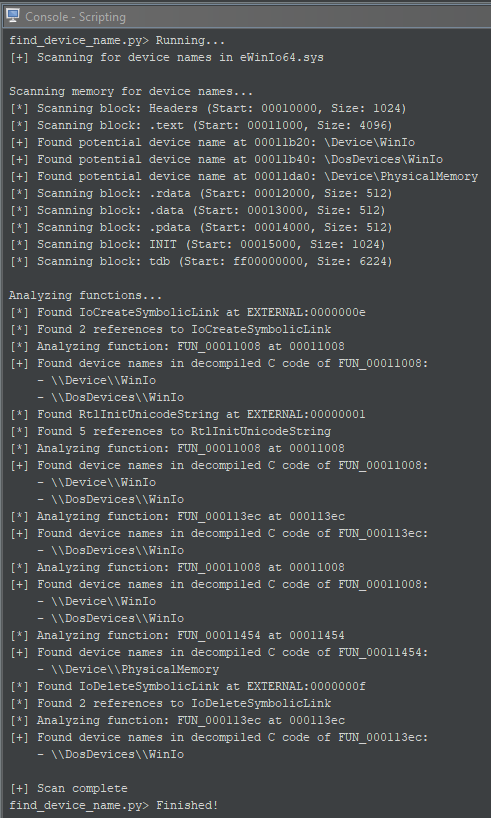 Console - Scripting
find_device_name.py> Running...
[+] Scanning for device names in eWinIo64.sys
Scanning memory for device names...
[*] Scanning block: Headers (Start: 00010000, Size: 1024)
[*] Scanning block: .text (Start: 00011000, Size: 4096)
[+] Found potential device name at 00011b20: \Device\WinIo
[+] Found potential device name at 00011b40: \DosDevices\WinIo
[+] Found potential device name at 00011da0: \Device\PhysicalMemory
[*] Scanning block: .rdata (Start: 00012000, Size: 512)
[*] Scanning block: .data (Start: 00013000, Size: 512)
[*] Scanning block: .pdata (Start: 00014000, Size: 512)
[*] Scanning block: INIT (Start: 00015000, Size: 1024)
[*] Scanning block: tdb (Start: ff00000000, Size: 6224)
Analyzing functions...
[*] Found IoCreateSymbolicLink at EXTERNAL:0000000e
[*] Found 2 references to IoCreateSymbolicLink
[*] Analyzing function: FUN_00011008 at 00011008
[+] Found device names in decompiled C code of FUN_00011008:
- \\Device\\WinIo
- \\DosDevices\\WinIo
[*] Found RtlInitUnicodeString at EXTERNAL:00000001
[*] Found 5 references to RtlInitUnicodeString
[*] Analyzing function: FUN_00011008 at 00011008
[+] Found device names in decompiled C code of FUN_00011008:
- \\Device\\WinIo
- \\DosDevices\\WinIo
[*] Analyzing function: FUN_000113ec at 000113ec
[+] Found device names in decompiled C code of FUN_000113ec:
- \\DosDevices\\WinIo
[*] Analyzing function: FUN_00011008 at 00011008
[+] Found device names in decompiled C code of FUN_00011008:
- \\Device\\WinIo
- \\DosDevices\\WinIo
[*] Analyzing function: FUN_00011454 at 00011454
[+] Found device names in decompiled C code of FUN_00011454:
- \\Device\\PhysicalMemory
[*] Found IoDeleteSymbolicLink at EXTERNAL:0000000f
[*] Found 2 references to IoDeleteSymbolicLink
[*] Analyzing function: FUN_000113ec at 000113ec
[+] Found device names in decompiled C code of FUN_000113ec:
- \\DosDevices\\WinIo
[+] Scan complete
find_device_name.py> Finished!